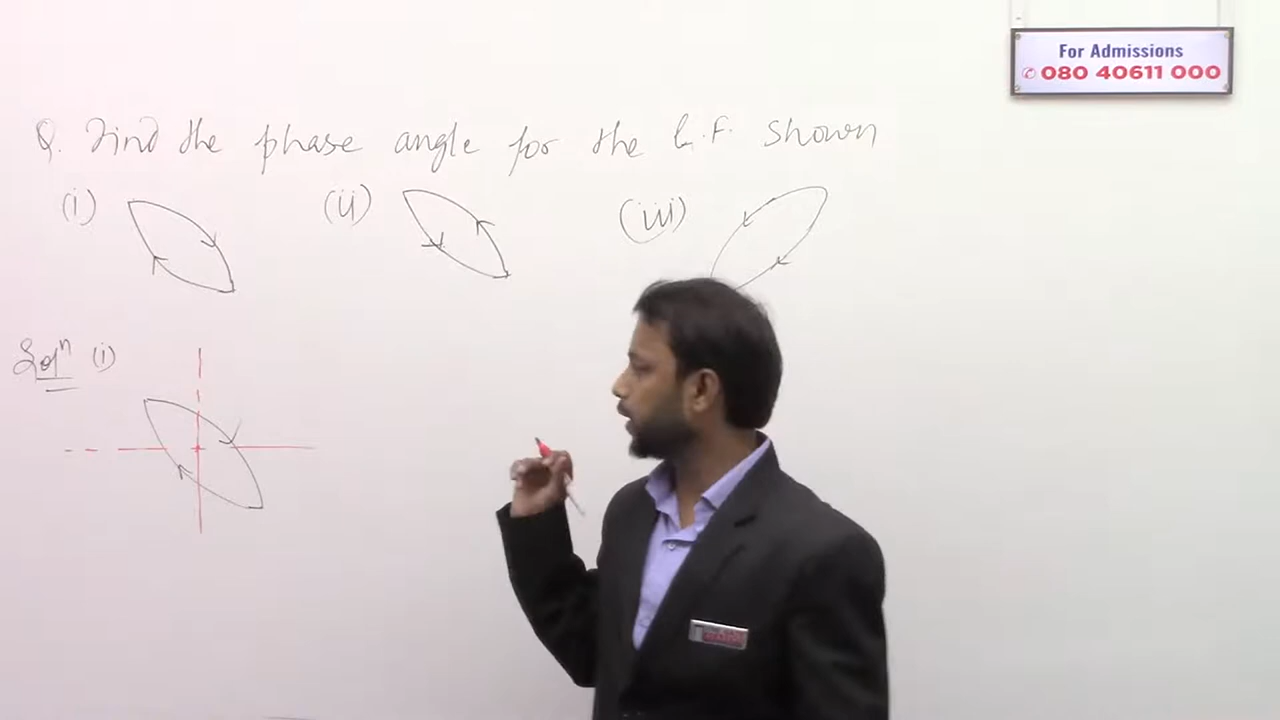 For Admissions
080 40611 000
Q. Find the phase angle for the L.F. shown
(i) (ii) (iii)
Solⁿ (i)